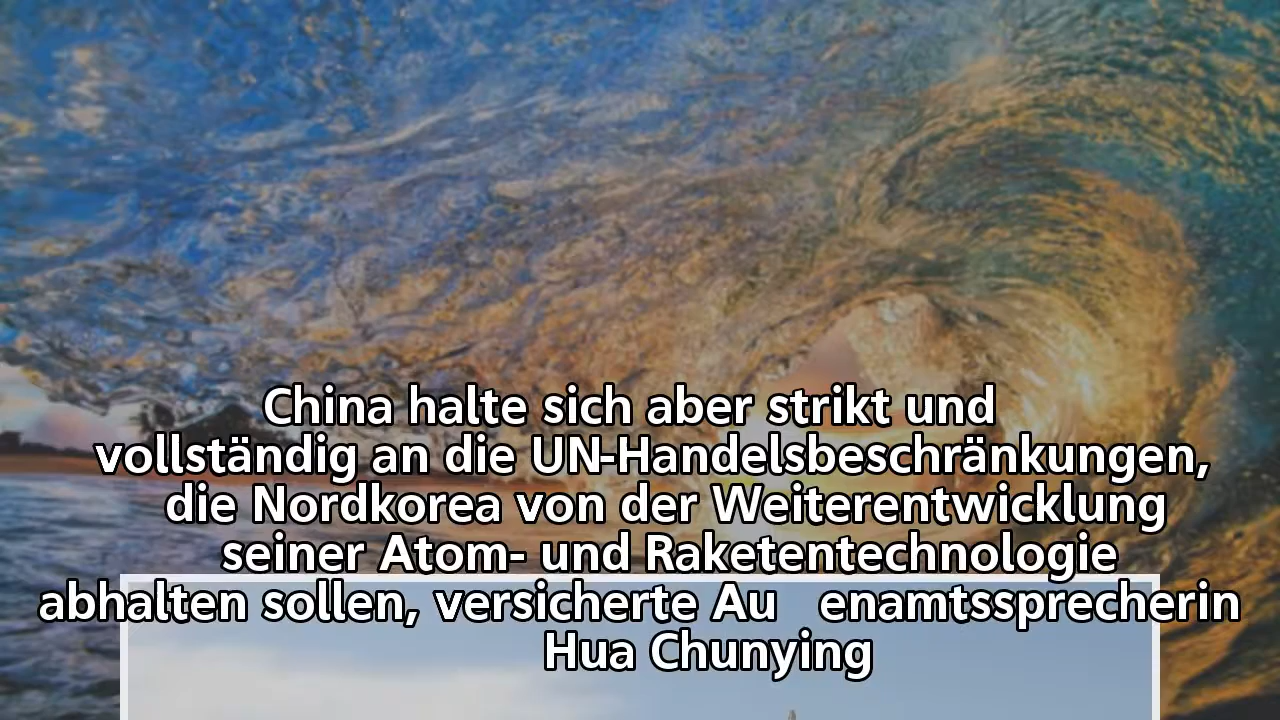 China halte sich aber strikt und
vollständig an die UN-Handelsbeschränkungen,
die Nordkorea von der Weiterentwicklung
seiner Atom- und Raketentechnologie
abhalten sollen, versicherte Au enamtssprecherin
Hua Chunying